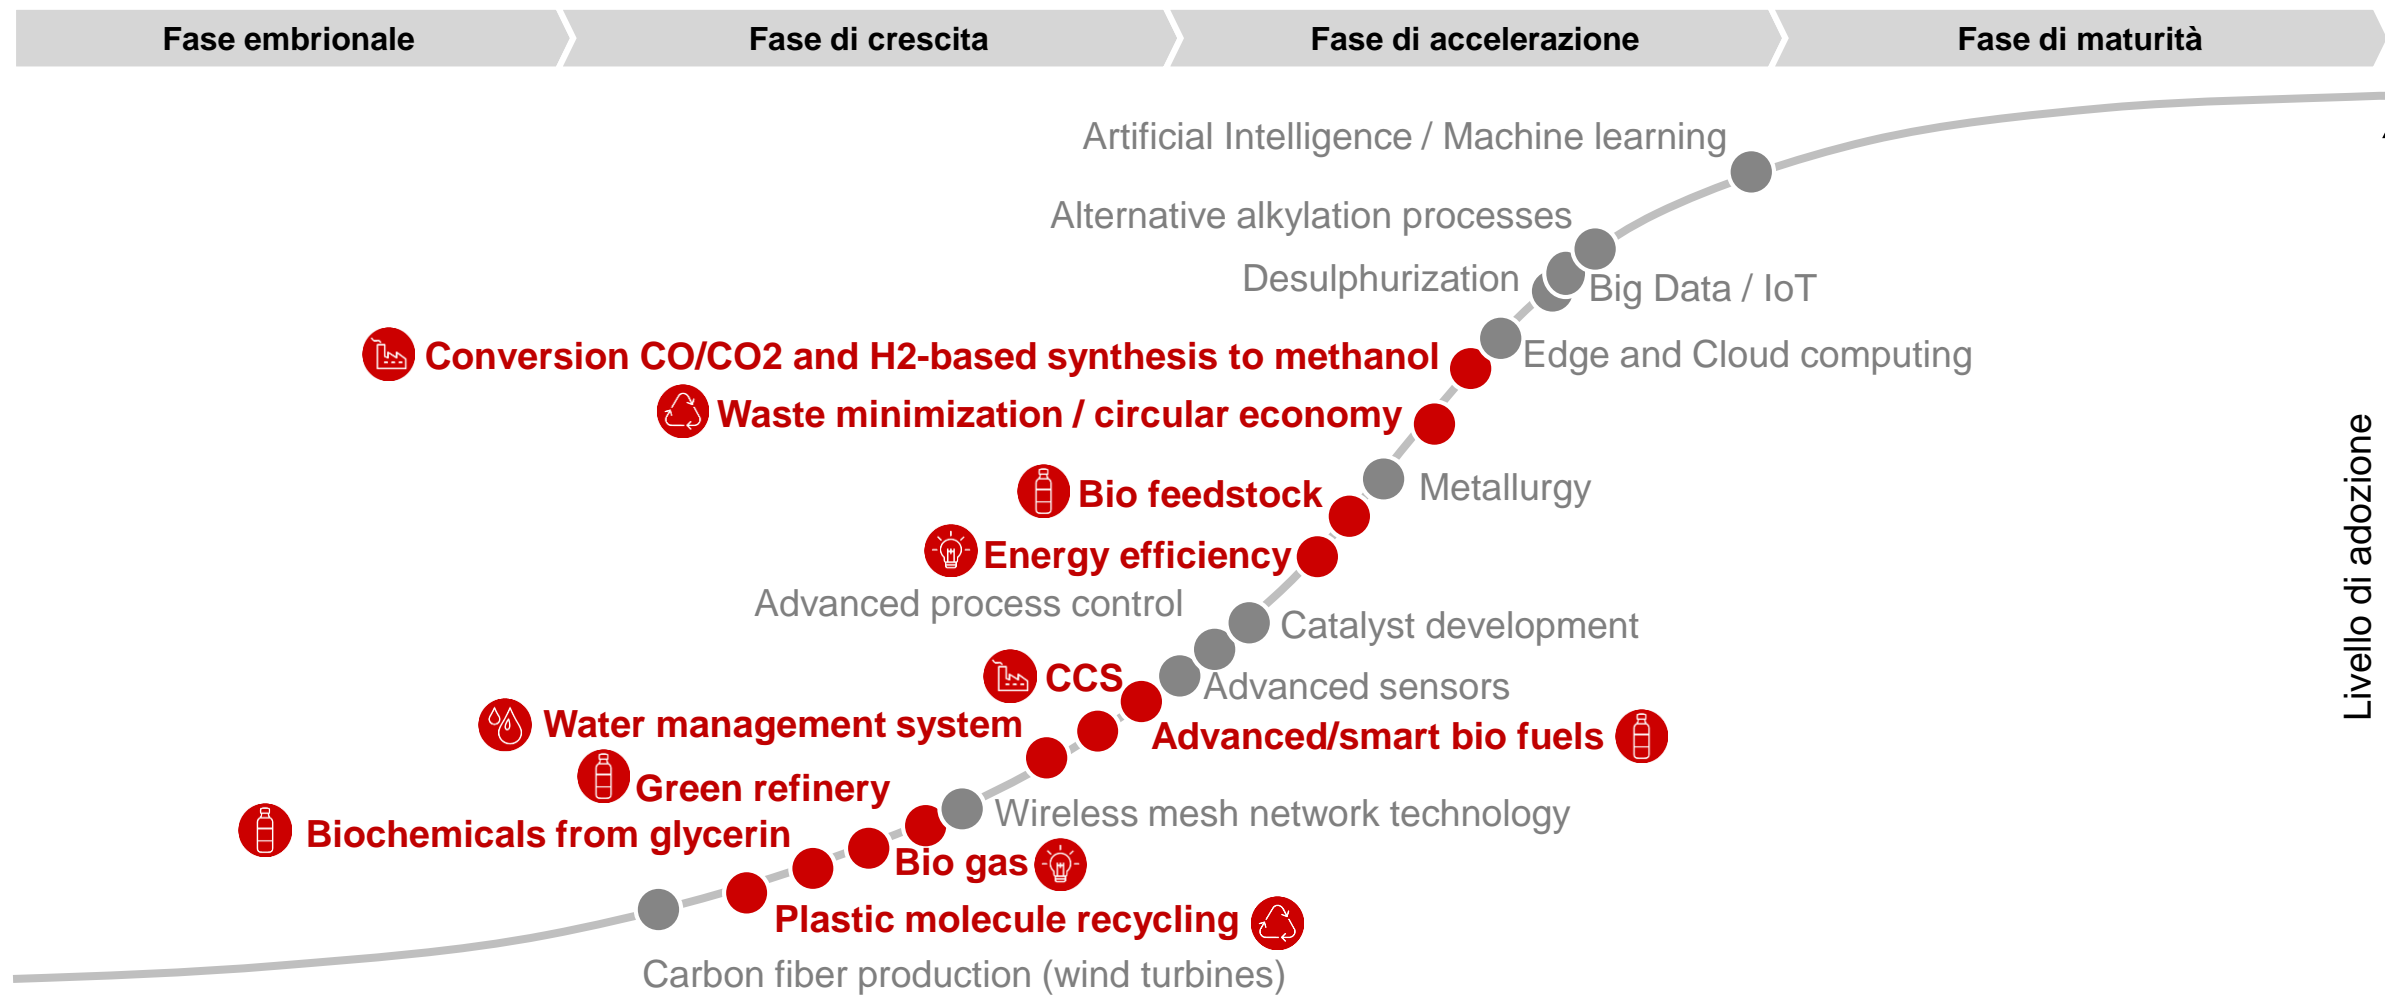 Fase embrionale
Fase di crescita
Fase di accelerazione
Fase di maturità
Artificial Intelligence / Machine learning
Alternative alkylation processes
Desulphurization
Big Data / IoT
Conversion CO/CO2 and H2-based synthesis to methanol
Edge and Cloud computing
Waste minimization / circular economy
Bio feedstock
Metallurgy
Energy efficiency
Advanced process control
Catalyst development
CCS
Advanced sensors
Water management system
Advanced/smart bio fuels
Green refinery
Wireless mesh network technology
Biochemicals from glycerin
Bio gas
Plastic molecule recycling
Carbon fiber production (wind turbines)
Livello di adozione